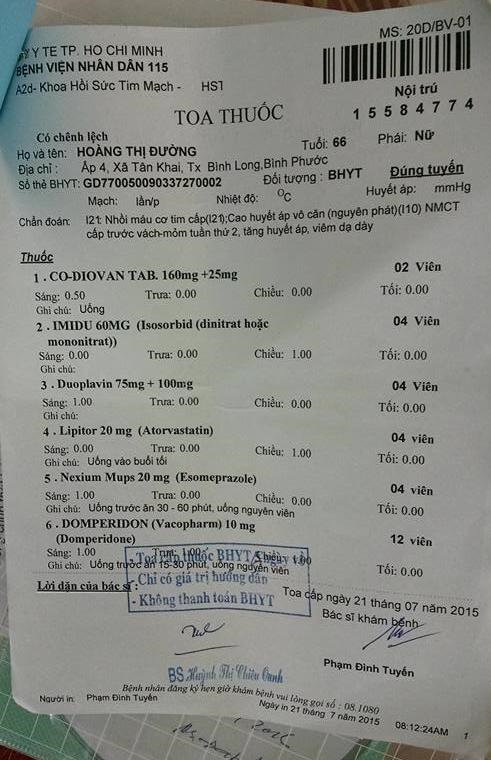 Y TẾ TP. HO CHI MINH
MS: 20D/BV-01
BỆNH VIỆN NHÂN DÂN 115
A2d- Khoa Hồi Sức Tim Mạch - HST
Nội trú
TOA THUỐC
15584774
Có chênh lệch
Họ và tên: HOÀNG THỊ ĐƯỜNG Tuổi: 66 Phái: Nữ
Địa chỉ : Ấp 4, Xã Tân Khai, Tx Bình Long,Bình Phước
Số thẻ BHYT: GD7700500903372700​02 Đối tượng : BHYT Đúng tuyến
Mạch: lần/p Nhiệt độ: °C Huyết áp: mmHg
Chẩn đoán: I21: Nhồi máu cơ tim cấp(I21);Cao huyết áp vô căn (nguyên phát)(I10) NMCT
cấp trước vách-mỏm tuần thứ 2, tăng huyết áp, viêm dạ dày
Thuốc
1 . CO-DIOVAN TAB. 160mg +25mg 02 Viên
Sáng: 0.50 Trưa: 0.00 Chiều: 0.00 Tối: 0.00
Ghi chú: Uống
2 . IMIDU 60MG (Isosorbid (dinitrat hoặc 04 Viên
mononitrat))
Sáng: 0.00 Trưa: 0.00 Chiều: 1.00 Tối: 0.00
Ghi chú:
3 . Duoplavin 75mg + 100mg 04 Viên
Sáng: 1.00 Trưa: 0.00 Chiều: 0.00 Tối: 0.00
Ghi chú:
4 . Lipitor 20 mg (Atorvastatin) 04 viên
Sáng: 0.00 Trưa: 0.00 Chiều: 1.00 Tối: 0.00
Ghi chú: Uống vào buổi tối
5 . Nexium Mups 20 mg (Esomeprazole) 04 viên
Sáng: 1.00 Trưa: 0.00 Chiều: 0.00 Tối: 0.00
Ghi chú: Uống trước ăn 30 - 60 phút, uống nguyên viên
6 . DOMPERIDON (Vacopharm) 10 mg 12 viên
(Domperidone)
Sáng: 1.00 Trưa: 1.00 Chiều: 1.00 Tối: 0.00
Ghi chú: Uống trước ăn 15-30 phút, uống nguyên viên
- Toa cấp thuốc BHYT ngày về
- Chỉ có giá trị hướng dẫn
- Không thanh toán BHYT
Lời dặn của bác sĩ:
Toa cấp ngày 21 tháng 07 năm 2015
Bác sĩ khám bệnh
BS Huỳnh Thị Chiêu Oanh
Phạm Đình Tuyến
Bệnh nhân đăng ký hẹn giờ khám bệnh vui lòng gọi số : 08.1080
Người in: Phạm Đình Tuyến Ngày in 21 tháng 7 năm 2015 08:12:24AM 1